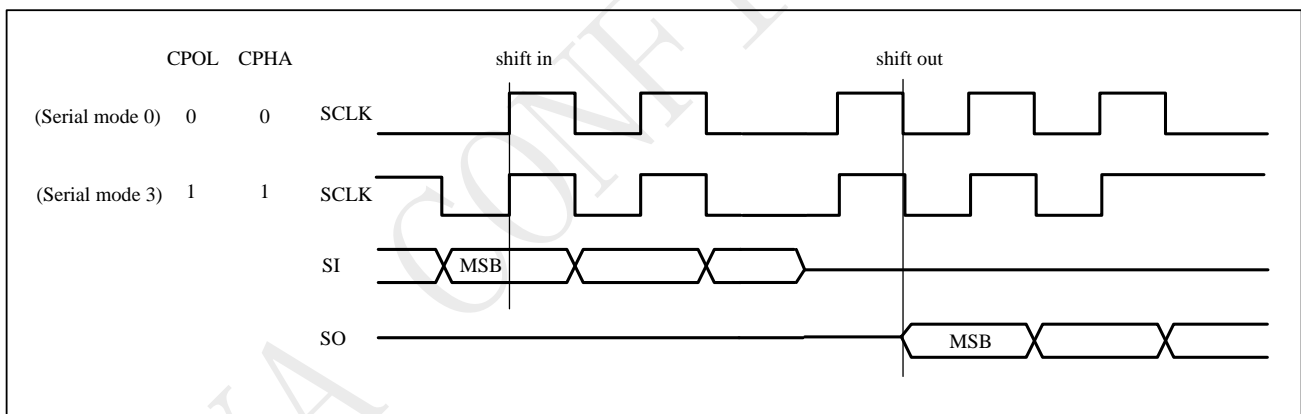 CPOL CPHA shift in shift out
(Serial mode 0) 0 0 SCLK
(Serial mode 3) 1 1 SCLK
SI MSB
SO MSB